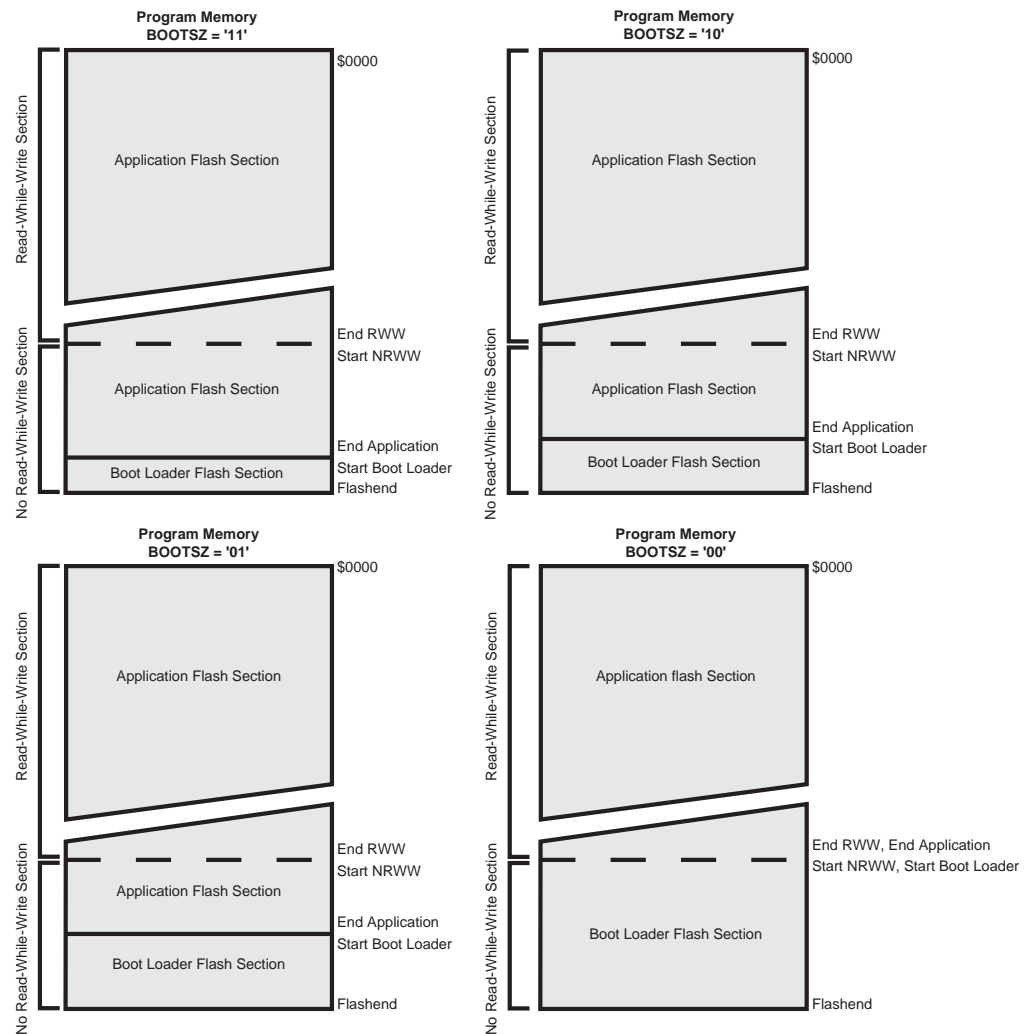 Program Memory
BOOTSZ = '11'
$0000
Read-While-Write Section
Application Flash Section
End RWW
Start NRWW
No Read-While-Write Section
Application Flash Section
End Application
Start Boot Loader
Boot Loader Flash Section
Flashend
Program Memory
BOOTSZ = '10'
$0000
Read-While-Write Section
Application Flash Section
End RWW
Start NRWW
No Read-While-Write Section
Application Flash Section
End Application
Start Boot Loader
Boot Loader Flash Section
Flashend
Program Memory
BOOTSZ = '01'
$0000
Read-While-Write Section
Application Flash Section
End RWW
Start NRWW
No Read-While-Write Section
Application Flash Section
End Application
Start Boot Loader
Boot Loader Flash Section
Flashend
Program Memory
BOOTSZ = '00'
$0000
Read-While-Write Section
Application flash Section
End RWW, End Application
Start NRWW, Start Boot Loader
No Read-While-Write Section
Boot Loader Flash Section
Flashend